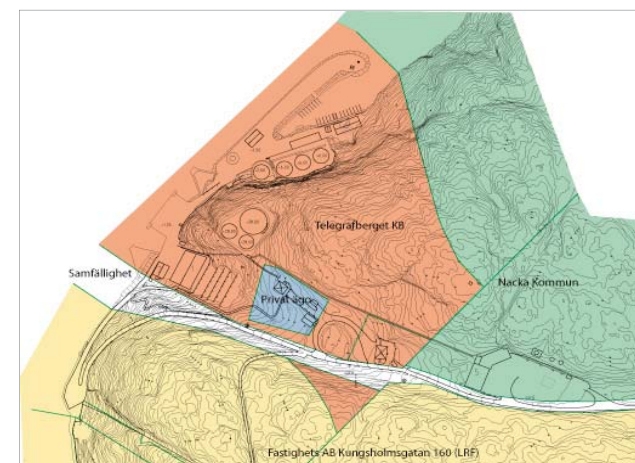 Telegrafberget KB
Samfällighet
Nacka Kommun
Privat ägo
Fastighets AB Kungsholmsgatan 160 (LRF)